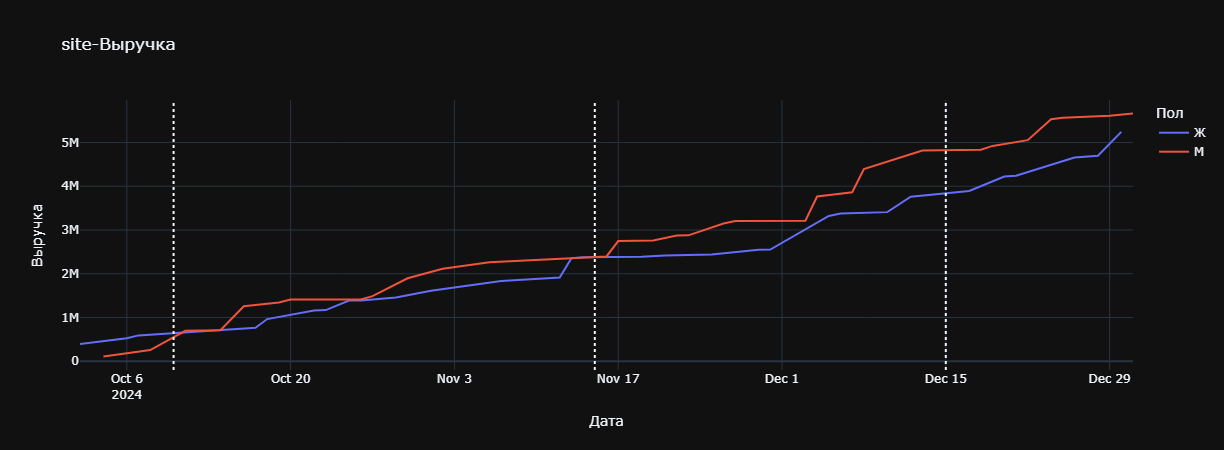 site-Выручка
Пол
Ж
М
Выручка
5M
4M
3M
2M
1M
0
Oct 6
2024
Oct 20
Nov 3
Nov 17
Dec 1
Dec 15
Dec 29
Дата